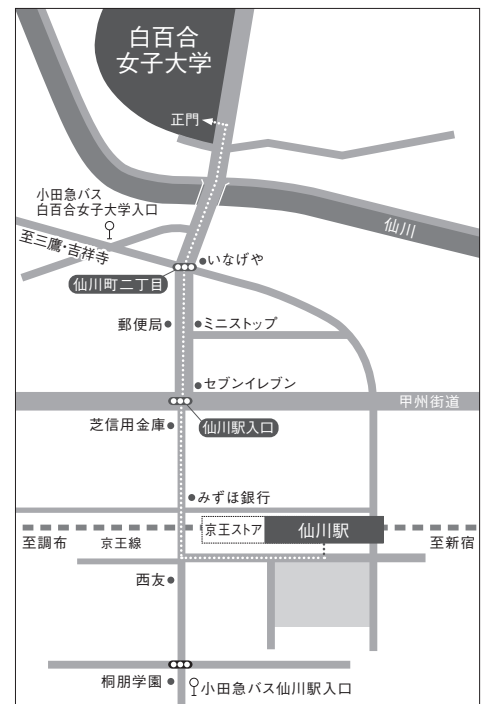 白百合
女子大学
正門
小田急バス
白百合女子大学入口
至三鷹・吉祥寺
仙川
いなげや
仙川町二丁目
郵便局
ミニストップ
セブンイレブン
甲州街道
芝信用金庫
仙川駅入口
みずほ銀行
京王ストア
仙川駅
至調布
京王線
至新宿
西友
桐朋学園
小田急バス仙川駅入口